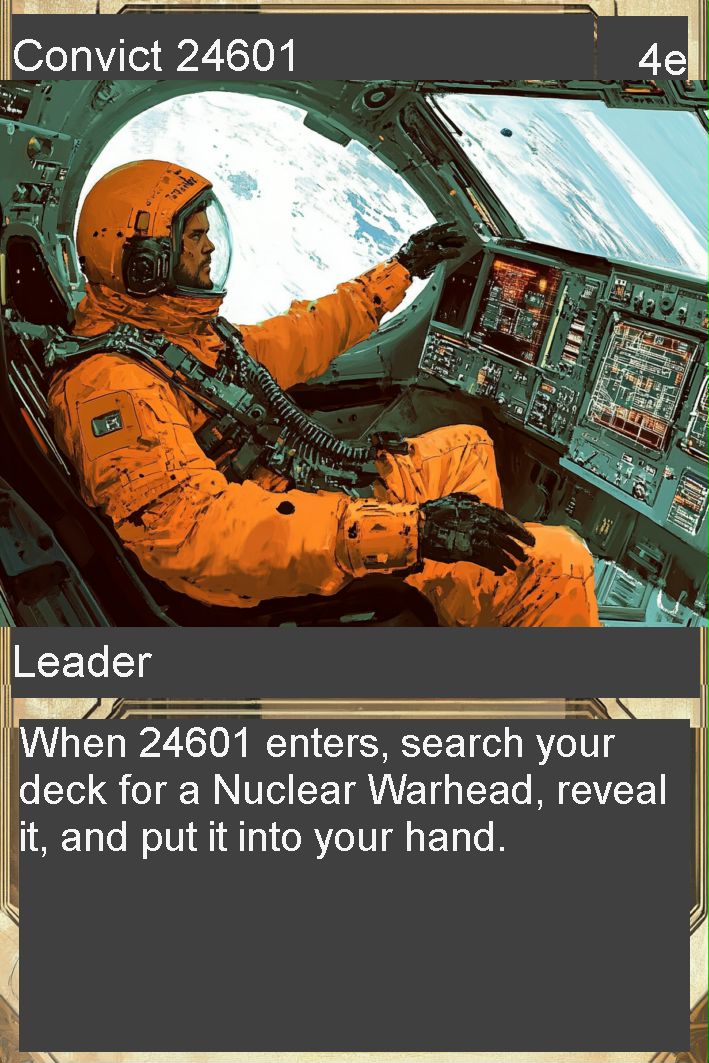 Convict 24601
4e
Leader
When 24601 enters, search your
deck for a Nuclear Warhead, reveal
it, and put it into your hand.